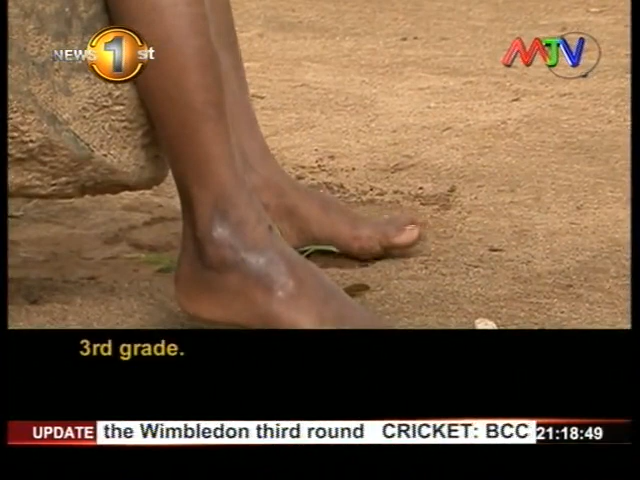 NEWS 1st
MTV
3rd grade.
UPDATE the Wimbledon third round CRICKET: BCC 21:18:49